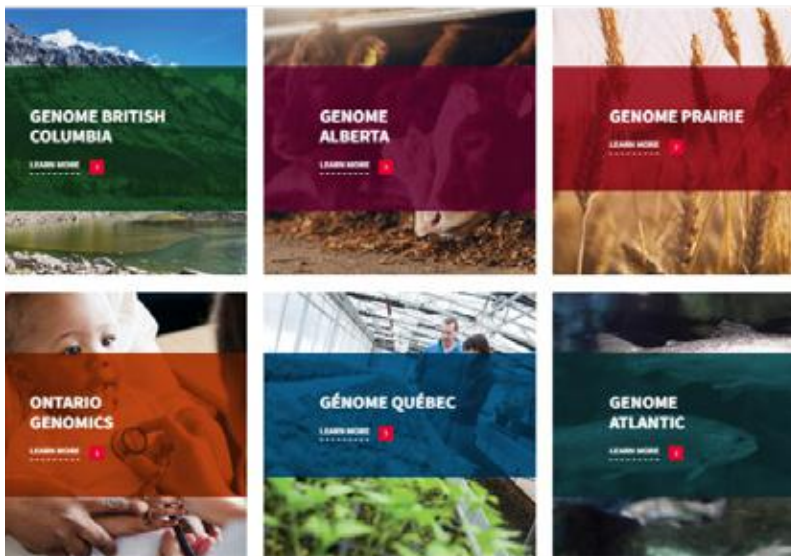 GENOME BRITISH
COLUMBIA
LEARN MORE
GENOME
ALBERTA
LEARN MORE
GENOME PRAIRIE
LEARN MORE
ONTARIO
GENOMICS
LEARN MORE
GÉNOME QUÉBEC
LEARN MORE
GENOME
ATLANTIC
LEARN MORE